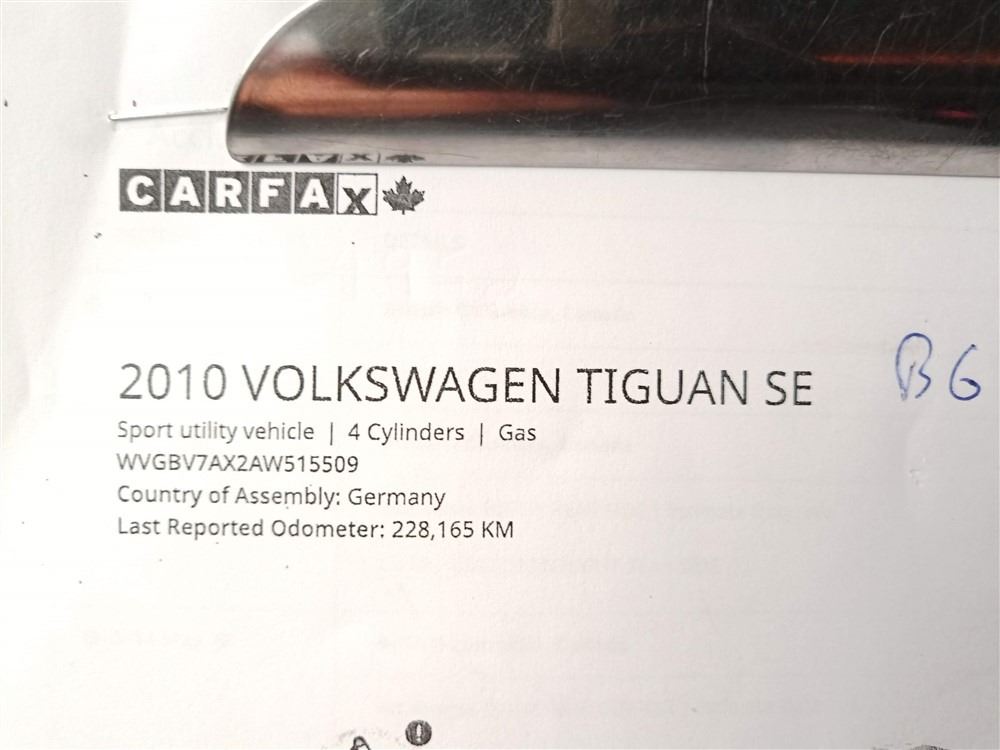 CARFAX
2010 VOLKSWAGEN TIGUAN SE
B6
Sport utility vehicle | 4 Cylinders | Gas
WVGBV7AX2AW515509
Country of Assembly: Germany
Last Reported Odometer: 228,165 KM